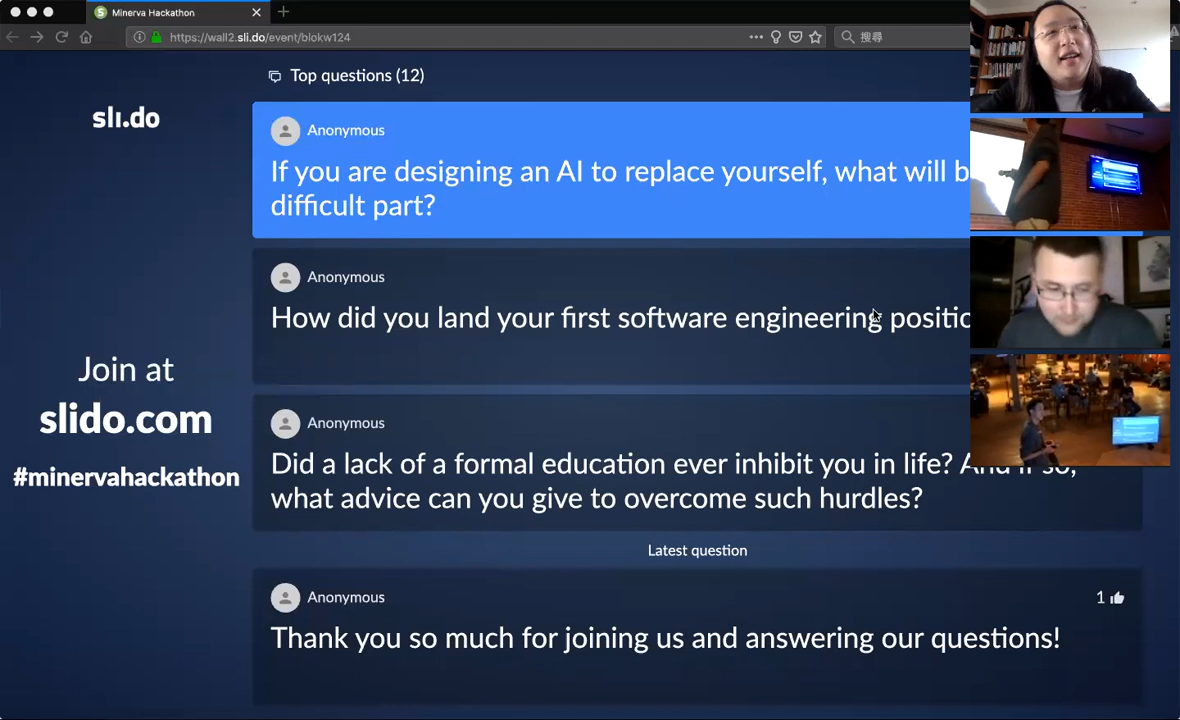 Minerva Hackathon
https://wall2.sli.do/event/blokw124
搜尋
Top questions (12)
sli.do
Anonymous
If you are designing an AI to replace yourself, what will
difficult part?
Anonymous
How did you land your first software engineering
Anonymous
Did a lack of a formal education ever inhibit you in life? And if so,
what advice can you give to overcome such hurdles?
Join at
slido.com
#minervahackathon
Latest question
Anonymous
1
Thank you so much for joining us and answering our questions!